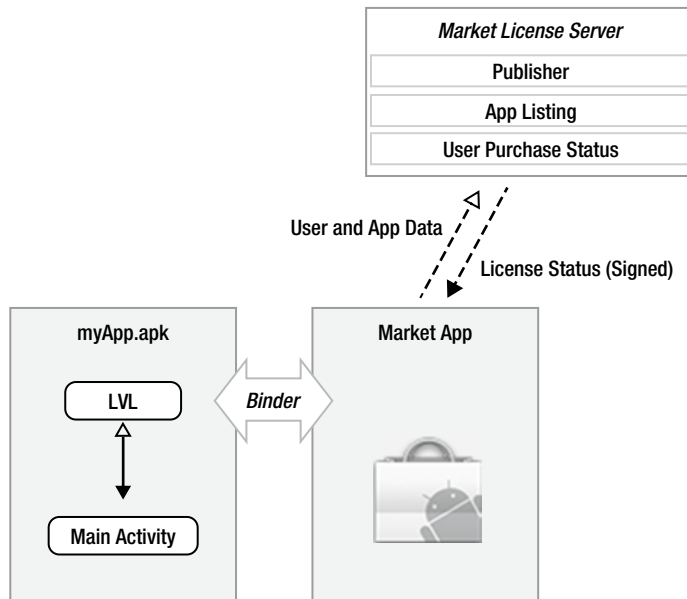 Market License Server
Publisher
App Listing
User Purchase Status
User and App Data
License Status (Signed)
myApp.apk
Market App
LVL
Binder
Main Activity